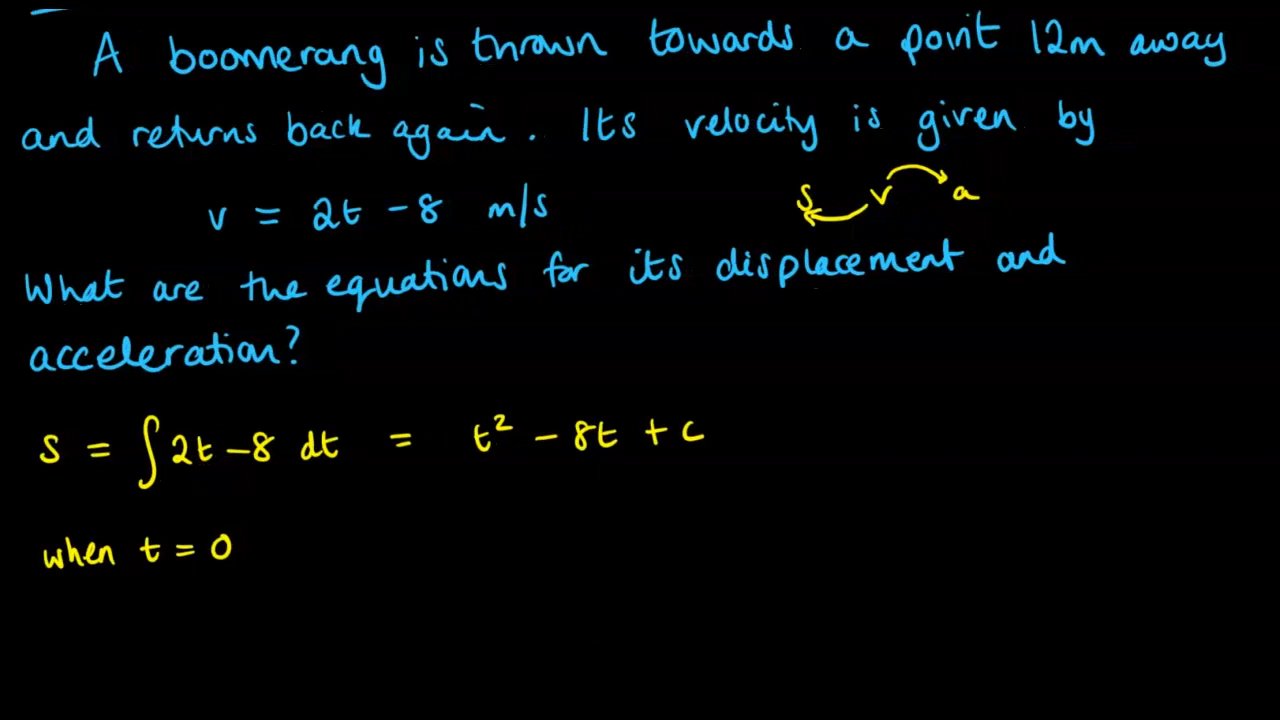 A boomerang is thrown towards a point 12m away
and returns back again. Its velocity is given by
v = 2t - 8 m/s
s v a
What are the equations for its displacement and
acceleration?
s = ∫ 2t - 8 dt = t² - 8t + c
when t = 0